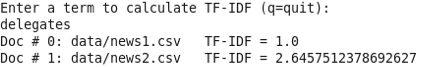 Enter a term to calculate TF-IDF (q=quit):
delegates
Doc # 0: data/news1.csv   TF-IDF = 1.0
Doc # 1: data/news2.csv   TF-IDF = 2.6457512378692627